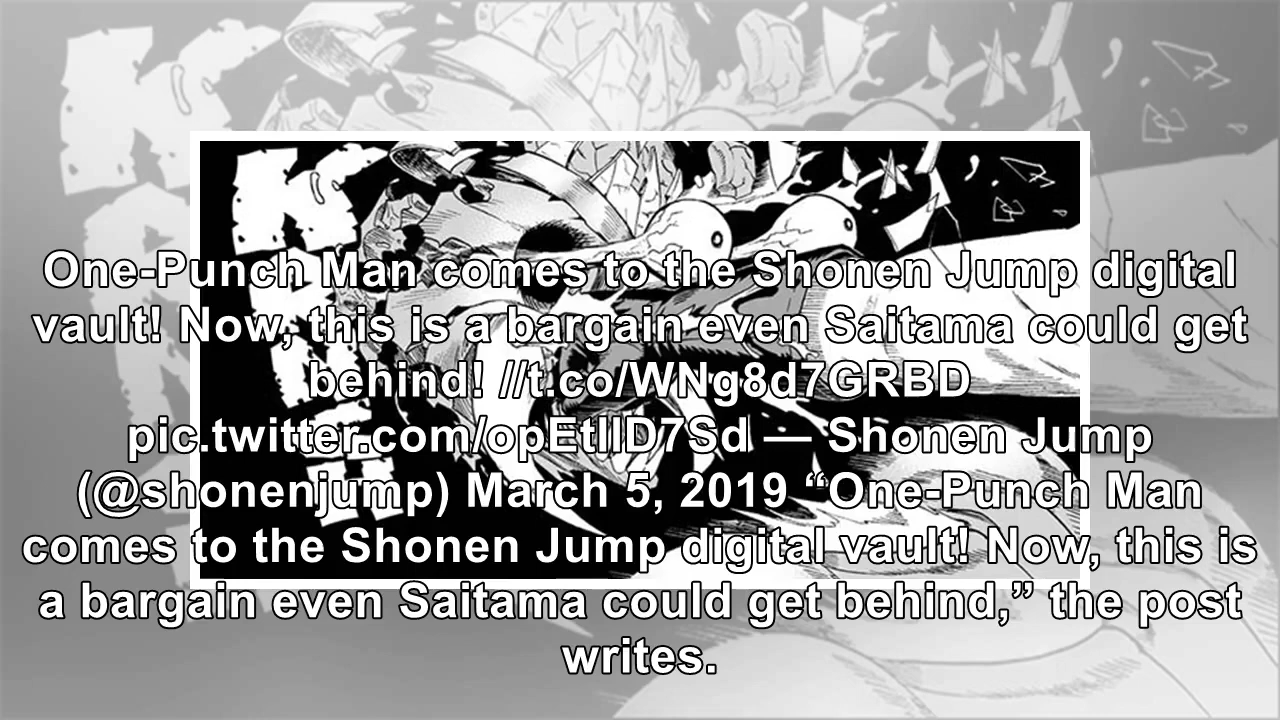 One-Punch Man comes to the Shonen Jump digital
vault! Now, this is a bargain even Saitama could get
behind! //t.co/WNg8d7GRBD
pic.twitter.com/opEtIlD7Sd — Shonen Jump
(@shonenjump) March 5, 2019 “One-Punch Man
comes to the Shonen Jump digital vault! Now, this is
a bargain even Saitama could get behind,” the post
writes.